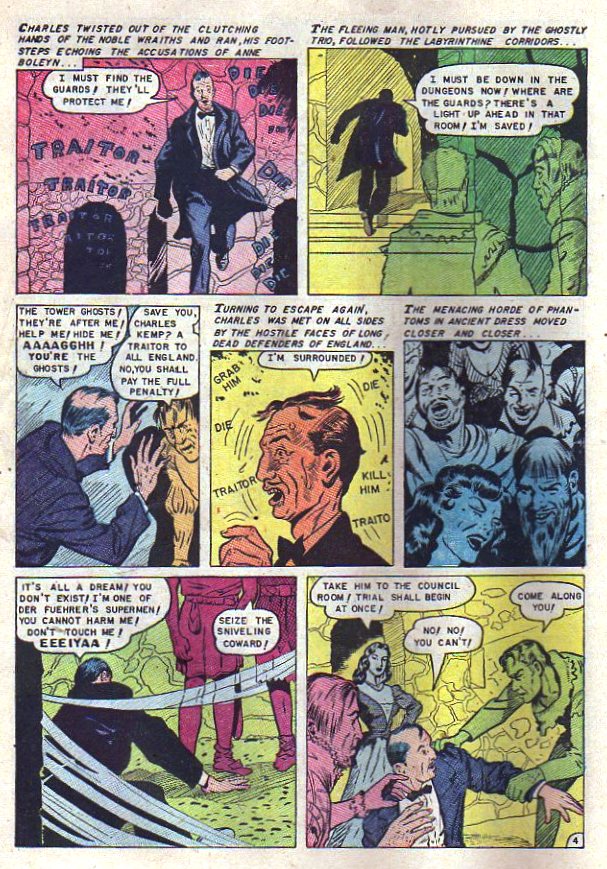 CHARLES TWISTED OUT OF THE CLUTCHING
HANDS OF THE NOBLE WRAITHS AND RAN, HIS FOOT-
STEPS ECHOING THE ACCUSATIONS OF ANNE
BOLEYN...
I MUST FIND THE
GUARDS! THEY'LL
PROTECT ME!
DIE
DIE
DIE
DIE
TRAITOR
TRAITOR
TRAITOR
DIE
DIE
DIE
DIE
THE FLEEING MAN, HOTLY PURSUED BY THE GHOSTLY
TRIO, FOLLOWED THE LABYRINTHINE CORRIDORS...
I MUST BE DOWN IN THE
DUNGEONS NOW! WHERE ARE
THE GUARDS? THERE'S A
LIGHT UP AHEAD IN THAT
ROOM! I'M SAVED!
THE TOWER GHOSTS!
THEY'RE AFTER ME!
HELP ME! HIDE ME!
AAAAGGHH!
YOU'RE THE
GHOSTS!
SAVE YOU,
CHARLES
KEMP? A
TRAITOR TO
ALL ENGLAND.
NO, YOU SHALL
PAY THE FULL
PENALTY!
TURNING TO ESCAPE AGAIN,
CHARLES WAS MET ON ALL SIDES
BY THE HOSTILE FACES OF LONG,
DEAD DEFENDERS OF ENGLAND...
I'M SURROUNDED!
GRAB
HIM
DIE
DIE
TRAITOR
KILL
HIM
TRAITO
THE MENACING HORDE OF PHAN-
TOMS IN ANCIENT DRESS MOVED
CLOSER AND CLOSER...
IT'S ALL A DREAM! YOU
DON'T EXIST! I'M ONE OF
DER FUEHRER'S SUPERMEN!
YOU CANNOT HARM ME!
DON'T TOUCH ME!
EEEIYAA!
SEIZE THE
SNIVELING
COWARD!
TAKE HIM TO THE COUNCIL
ROOM! TRIAL SHALL BEGIN
AT ONCE!
NO! NO!
YOU CAN'T!
COME ALONG
YOU!
4